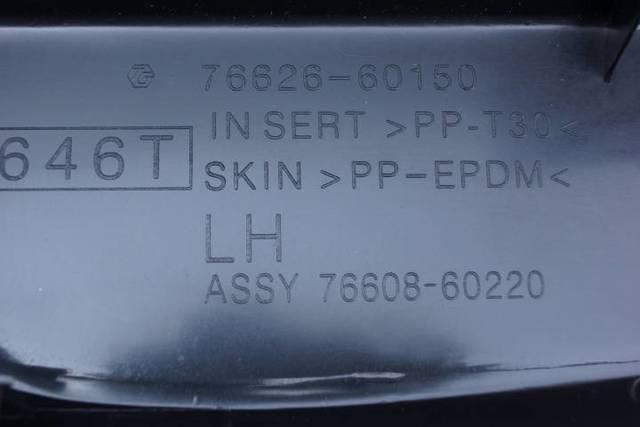 76626-60150
INSERT >PP-T30<
646T
SKIN >PP-EPDM<
LH
ASSY 76608-60220